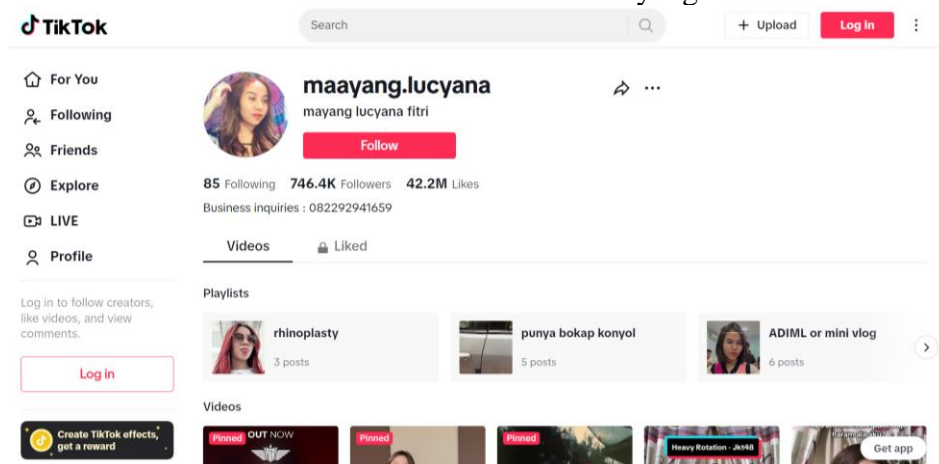 TikTok
Search
+ Upload
Log in
For You
Following
Friends
Explore
LIVE
Profile
Log in to follow creators,
like videos, and view
comments.
Log in
Create TikTok effects,
get a reward
maayang.lucyana
mayang lucyana fitri
Follow
85 Following 746.4K Followers 42.2M Likes
Business inquiries : 082292941659
Videos Liked
Playlists
rhinoplasty
3 posts
punya bokap konyol
5 posts
ADIML or mini vlog
6 posts
Videos
Pinned OUT NOW
Pinned
Pinned
Heavy Rotation - Jkt48
Get app